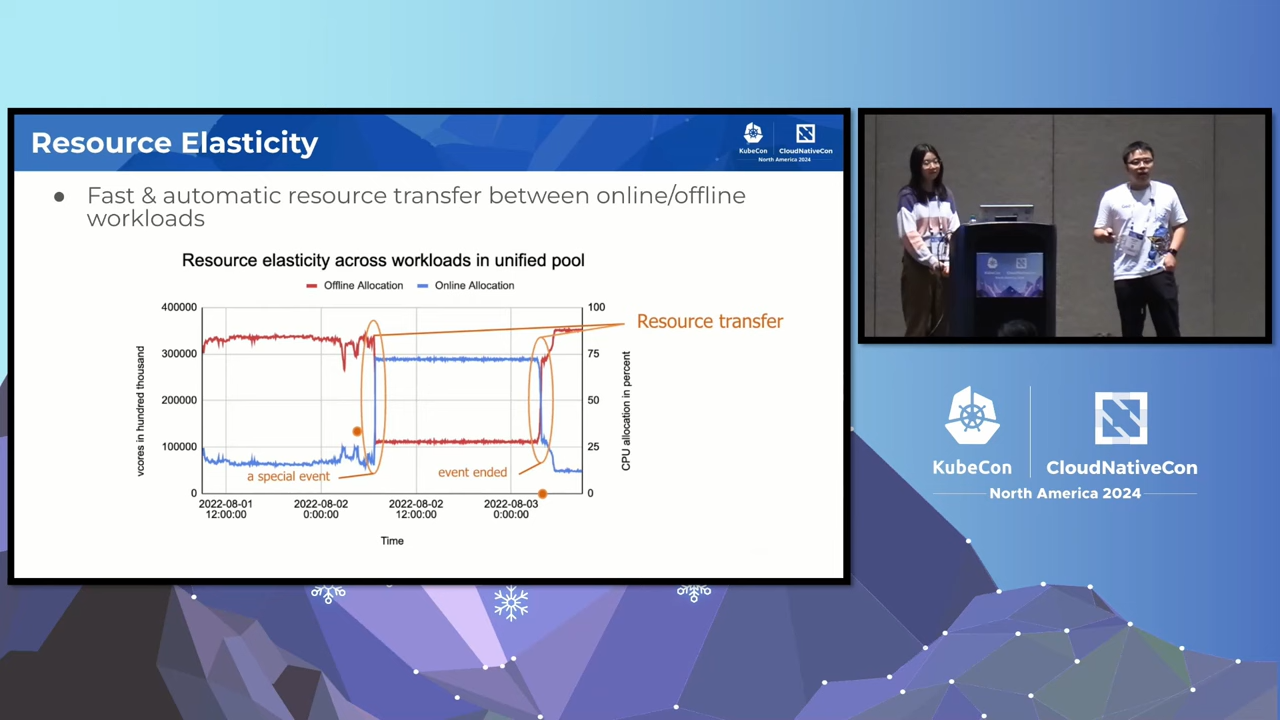 Resource Elasticity
KubeCon
CloudNativeCon
North America 2024
● Fast & automatic resource transfer between online/offline
workloads
Resource elasticity across workloads in unified pool
Offline Allocation
Online Allocation
400000
300000
200000
100000
0
vcores in hundred thousand
100
75
50
25
0
CPU allocation in percent
Resource transfer
a special event
event ended
2022-08-01
12:00:00
2022-08-02
0:00:00
2022-08-02
12:00:00
2022-08-03
0:00:00
Time
KubeCon
CloudNativeCon
North America 2024